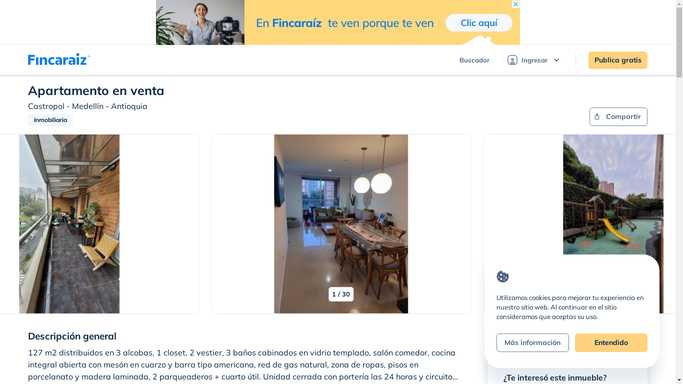 En Fincaraíz te ven porque te ven
Clic aquí
Fincaraiz
Buscador
Ingresar
Publica gratis
Apartamento en venta
Castropol - Medellín - Antioquia
Inmobiliaria
Compartir
1 / 30
Utilizamos cookies para mejorar tu experiencia en
nuestro sitio web. Al continuar en el sitio
consideramos que aceptas su uso.
Más información
Entendido
Descripción general
127 m2 distribuidos en 3 alcobas, 1 closet, 2 vestier, 3 baños cabinados en vidrio templado, salón comedor, cocina
integral abierta con mesón en cuarzo y barra tipo americana, red de gas natural, zona de ropas, pisos en
porcelanato y madera laminada, 2 parqueaderos + cuarto útil. Unidad cerrada con portería las 24 horas y circuito...
¿Te interesó este inmueble?